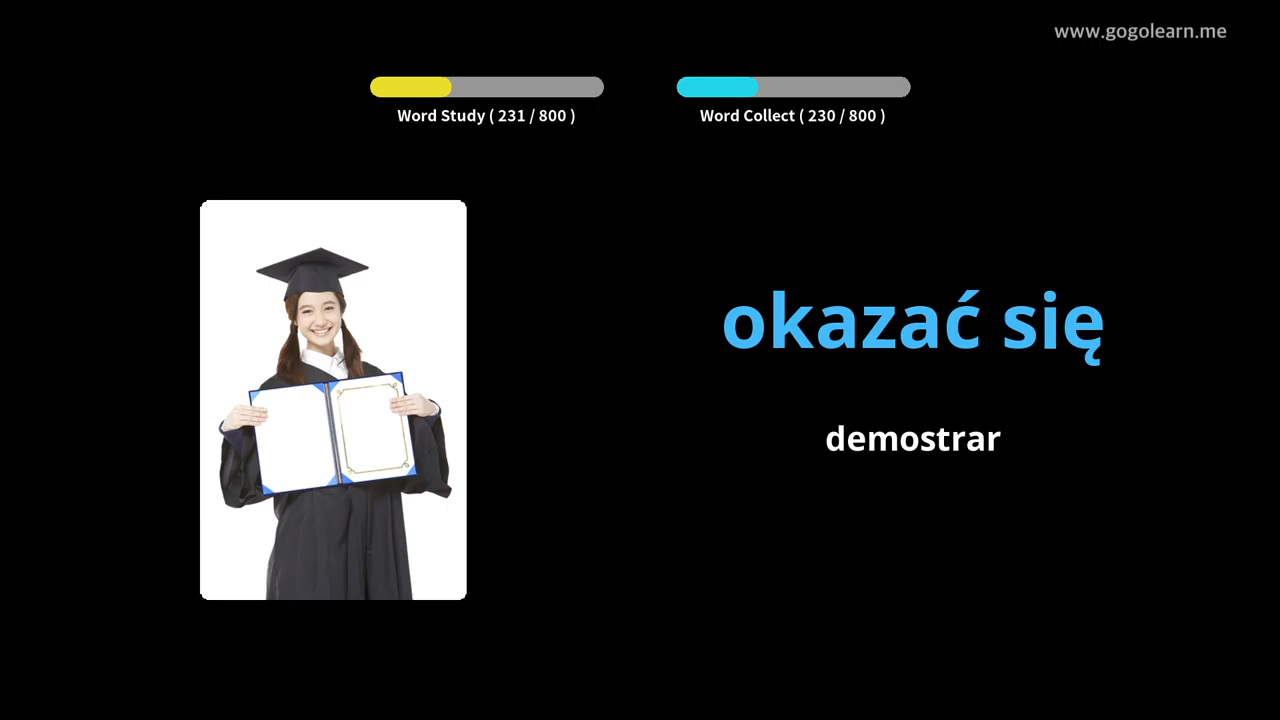 www.gogolearn.me
Word Study ( 231 / 800 )
Word Collect ( 230 / 800 )
okazać się
demostrar